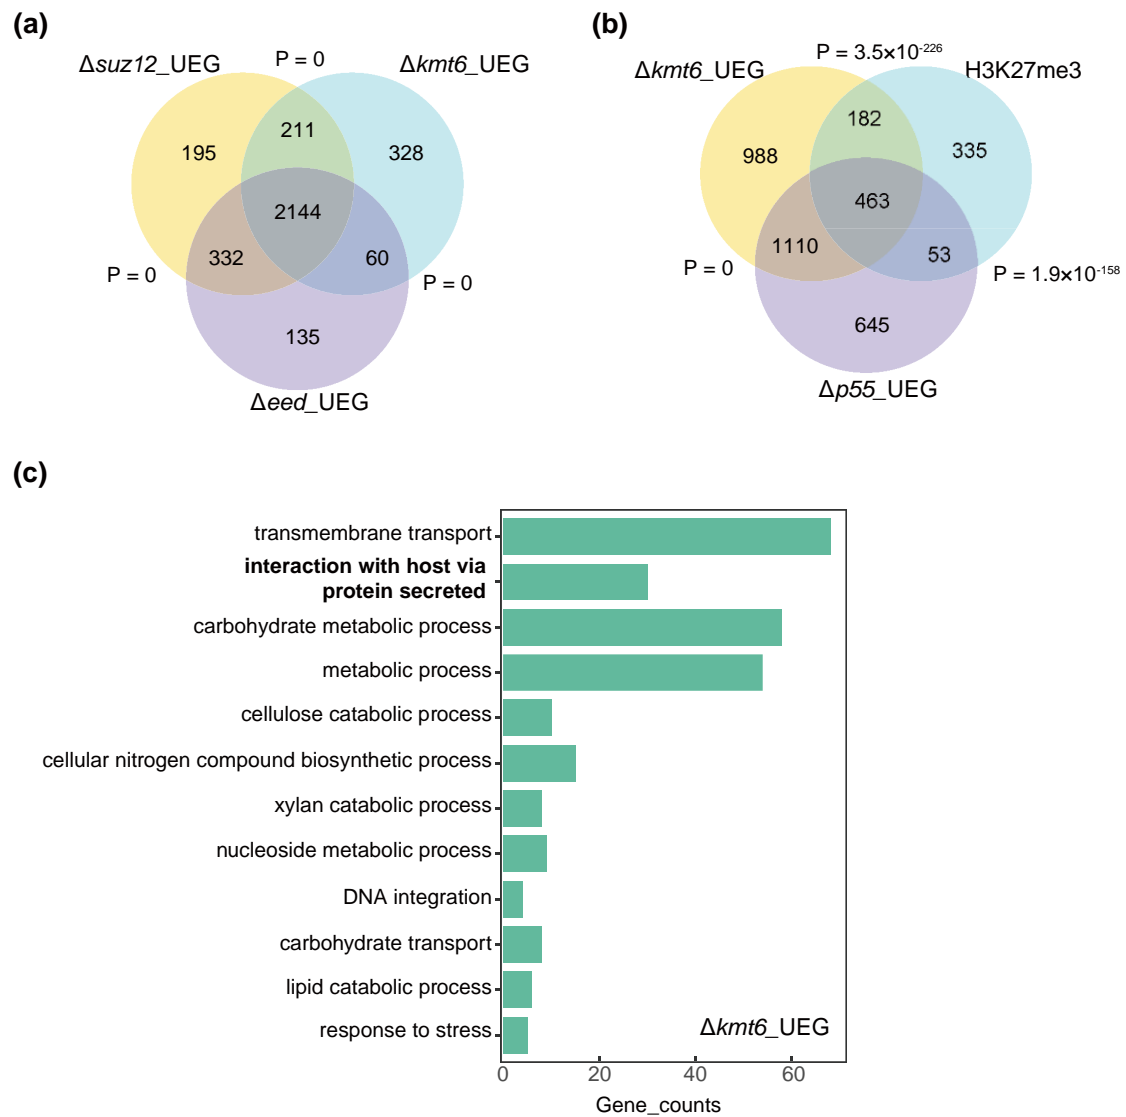 (a)
P = 0
Δsuz12_UEG
Δkmt6_UEG
211
195
328
2144
332
60
P = 0
P = 0
135
Δeed_UEG
(b)
P = 3.5×10-226
Δkmt6_UEG
H3K27me3
182
988
335
463
1110
53
P = 0
P = 1.9×10-158
645
Δp55_UEG
(c)
transmembrane transport
interaction with host via
protein secreted
carbohydrate metabolic process
metabolic process
cellulose catabolic process
cellular nitrogen compound biosynthetic process
xylan catabolic process
nucleoside metabolic process
DNA integration
carbohydrate transport
lipid catabolic process
response to stress
Δkmt6_UEG
0 20 40 60
Gene_counts